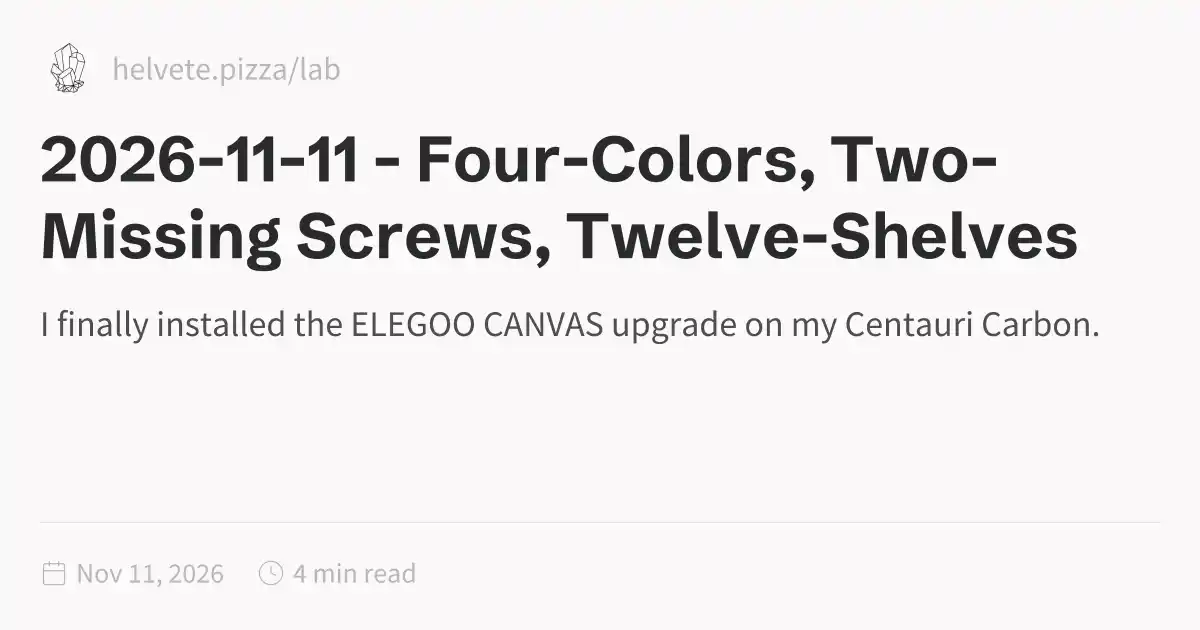 helvete.pizza/lab
2026-11-11 - Four-Colors, Two-
Missing Screws, Twelve-Shelves
I finally installed the ELEGOO CANVAS upgrade on my Centauri Carbon.
Nov 11, 2026
4 min read